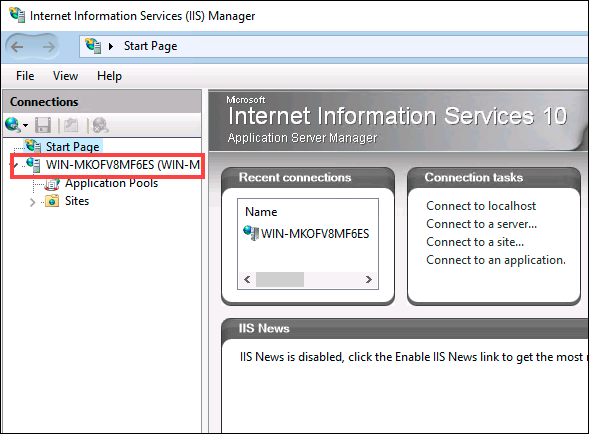 Internet Information Services (IIS) Manager
Start Page
File View Help
Connections
Start Page
WIN-MKOFV8MF6ES (WIN-M
Application Pools
Sites
Microsoft
Internet Information Services 10
Application Server Manager
Recent connections
Name
WIN-MKOFV8MF6ES
Connection tasks
Connect to localhost
Connect to a server...
Connect to a site...
Connect to an application.
IIS News
IIS News is disabled, click the Enable IIS News link to get the most